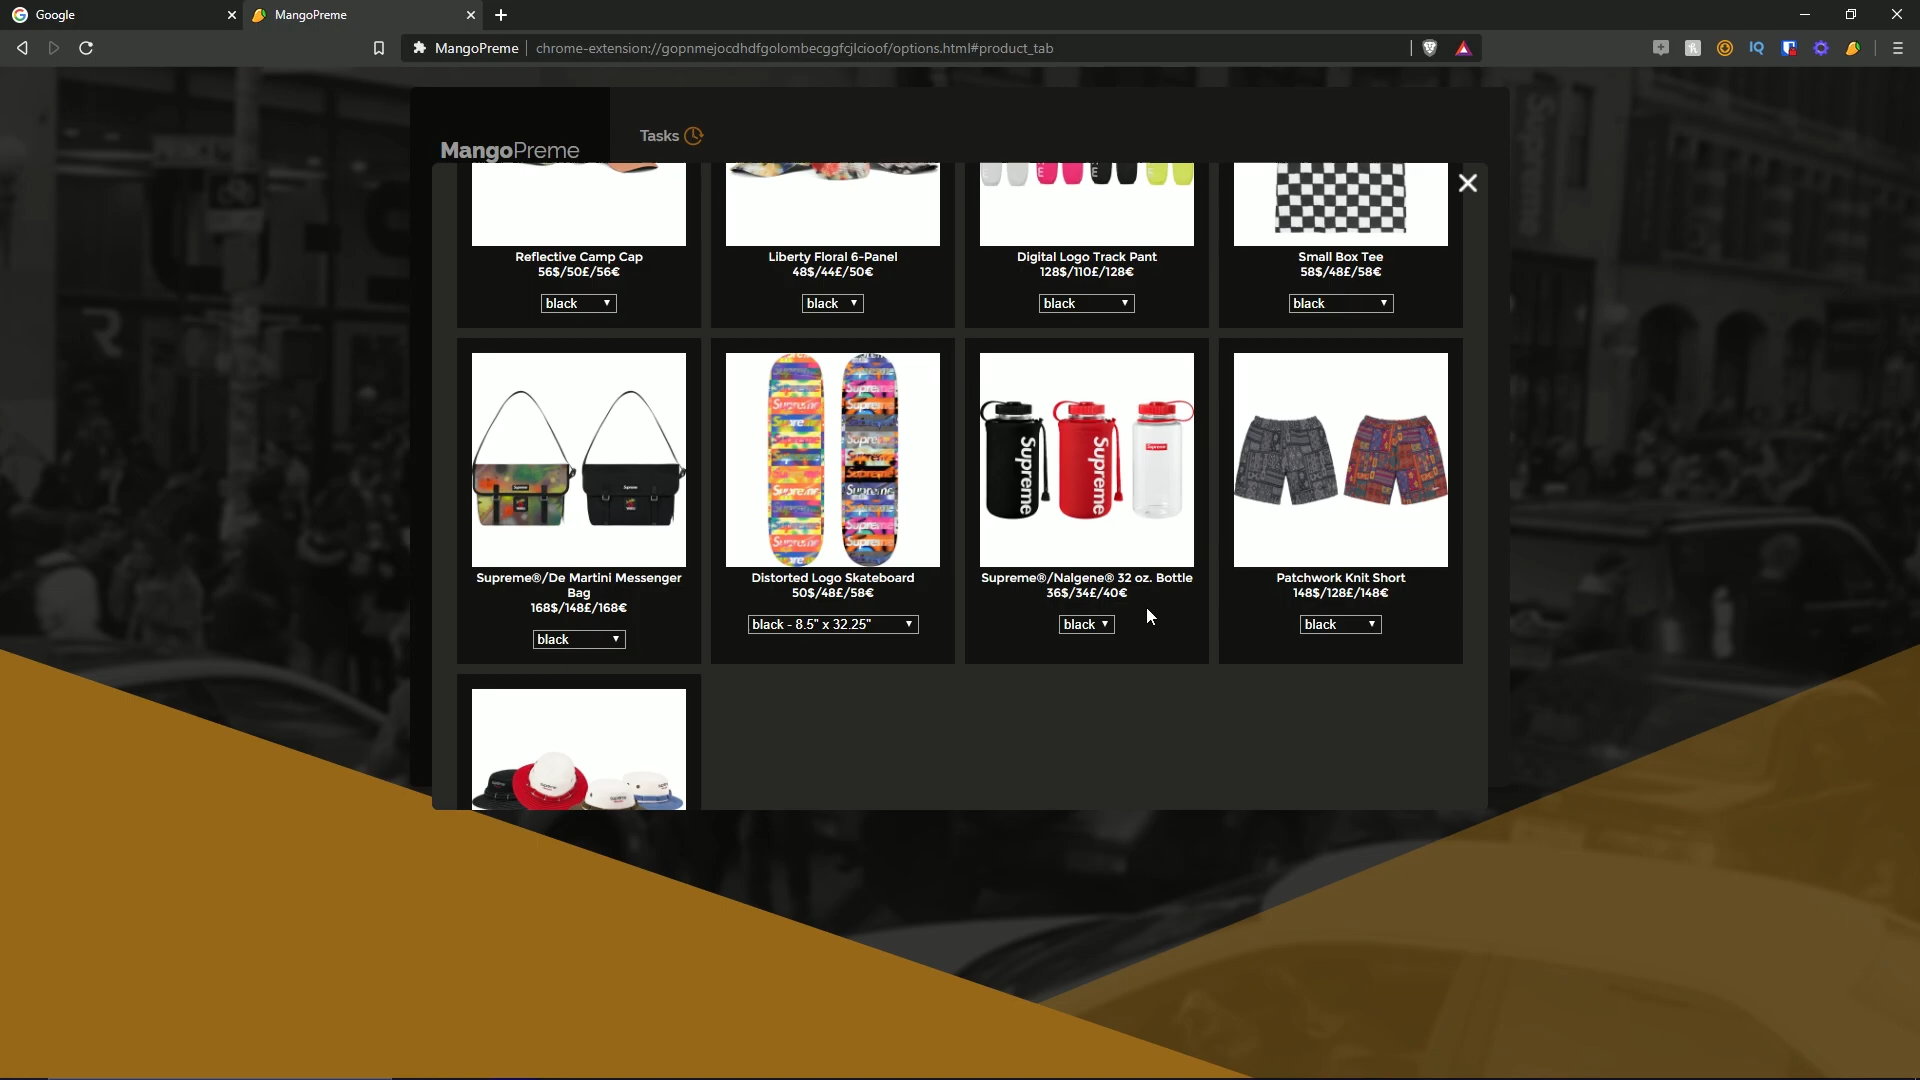 Google
MangoPreme
MangoPreme
chrome-extension://gopnmejocdhdfgolombecggfcjlcioof/options.html#product_tab
IQ
MangoPreme
Tasks
Reflective Camp Cap
56$/50£/56€
black
Liberty Floral 6-Panel
48$/44£/50€
black
Digital Logo Track Pant
128$/110£/128€
black
Small Box Tee
58$/48£/58€
black
Supreme®/De Martini Messenger
Bag
168$/148£/168€
black
Distorted Logo Skateboard
50$/48£/58€
black - 8.5" x 32.25"
Supreme
Supreme
Supreme
Supreme®/Nalgene® 32 oz. Bottle
36$/34£/40€
black
Patchwork Knit Short
148$/128£/148€
black